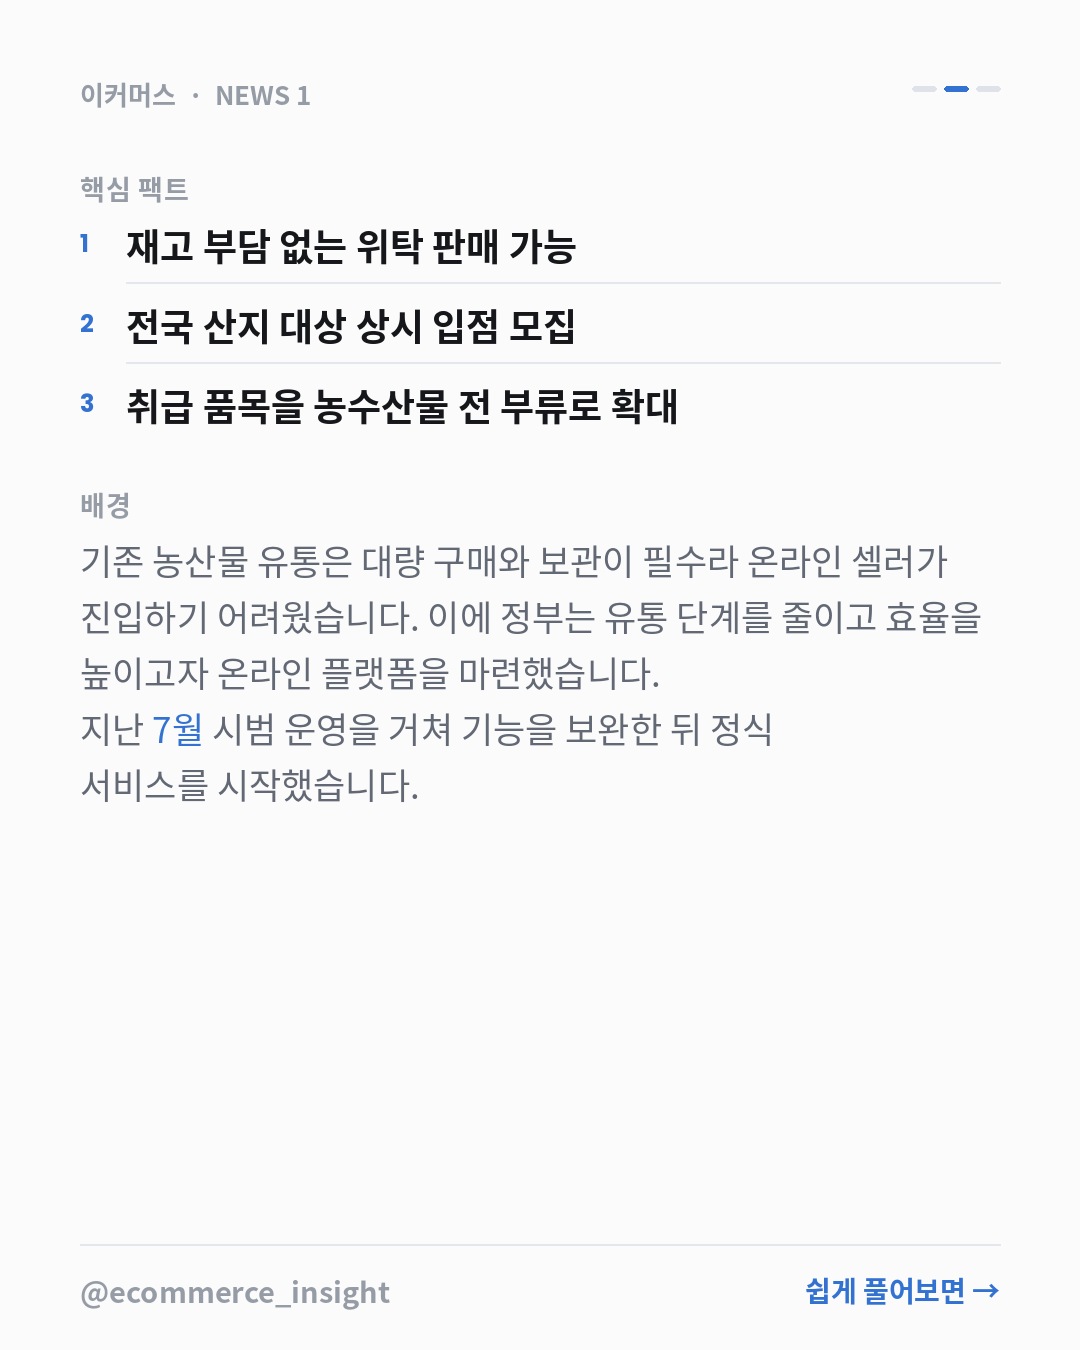 이커머스 · NEWS 1
핵심 팩트
1 재고 부담 없는 위탁 판매 가능
2 전국 산지 대상 상시 입점 모집
3 취급 품목을 농수산물 전 부류로 확대
배경
기존 농산물 유통은 대량 구매와 보관이 필수라 온라인 셀러가
진입하기 어려웠습니다. 이에 정부는 유통 단계를 줄이고 효율을
높이고자 온라인 플랫폼을 마련했습니다.
지난 7월 시범 운영을 거쳐 기능을 보완한 뒤 정식
서비스를 시작했습니다.
@ecommerce_insight
쉽게 풀어보면 →